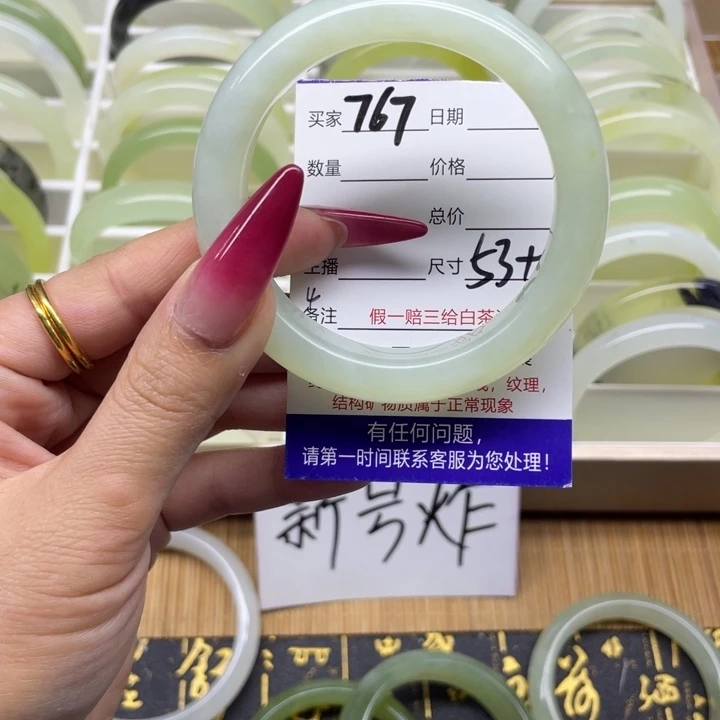 买家 767 日期
数量 价格
总价
主播 尺寸 53+
备注 假一赔三给白茶
纹理,
结构矿物质属于正常现象
有任何问题,
请第一时间联系客服为您处理!
新号炸